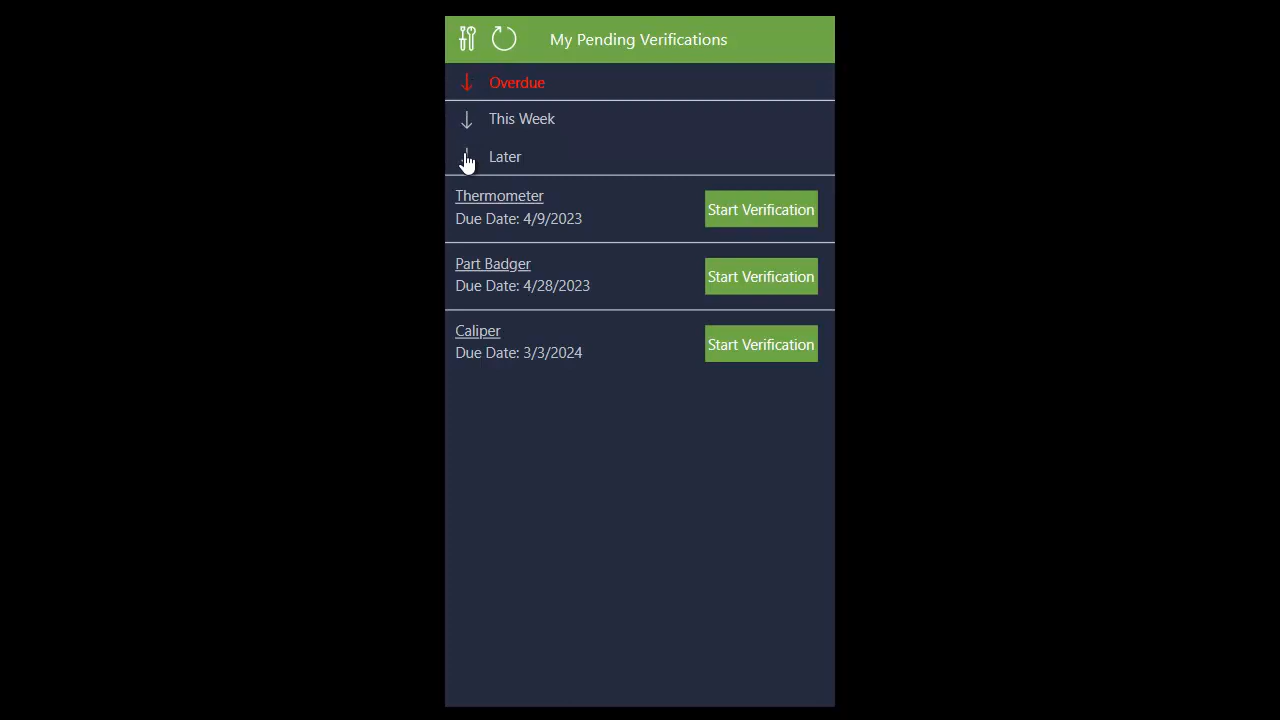 My Pending Verifications
Overdue
This Week
Later
Thermometer
Due Date: 4/9/2023
Start Verification
Part Badger
Due Date: 4/28/2023
Start Verification
Caliper
Due Date: 3/3/2024
Start Verification